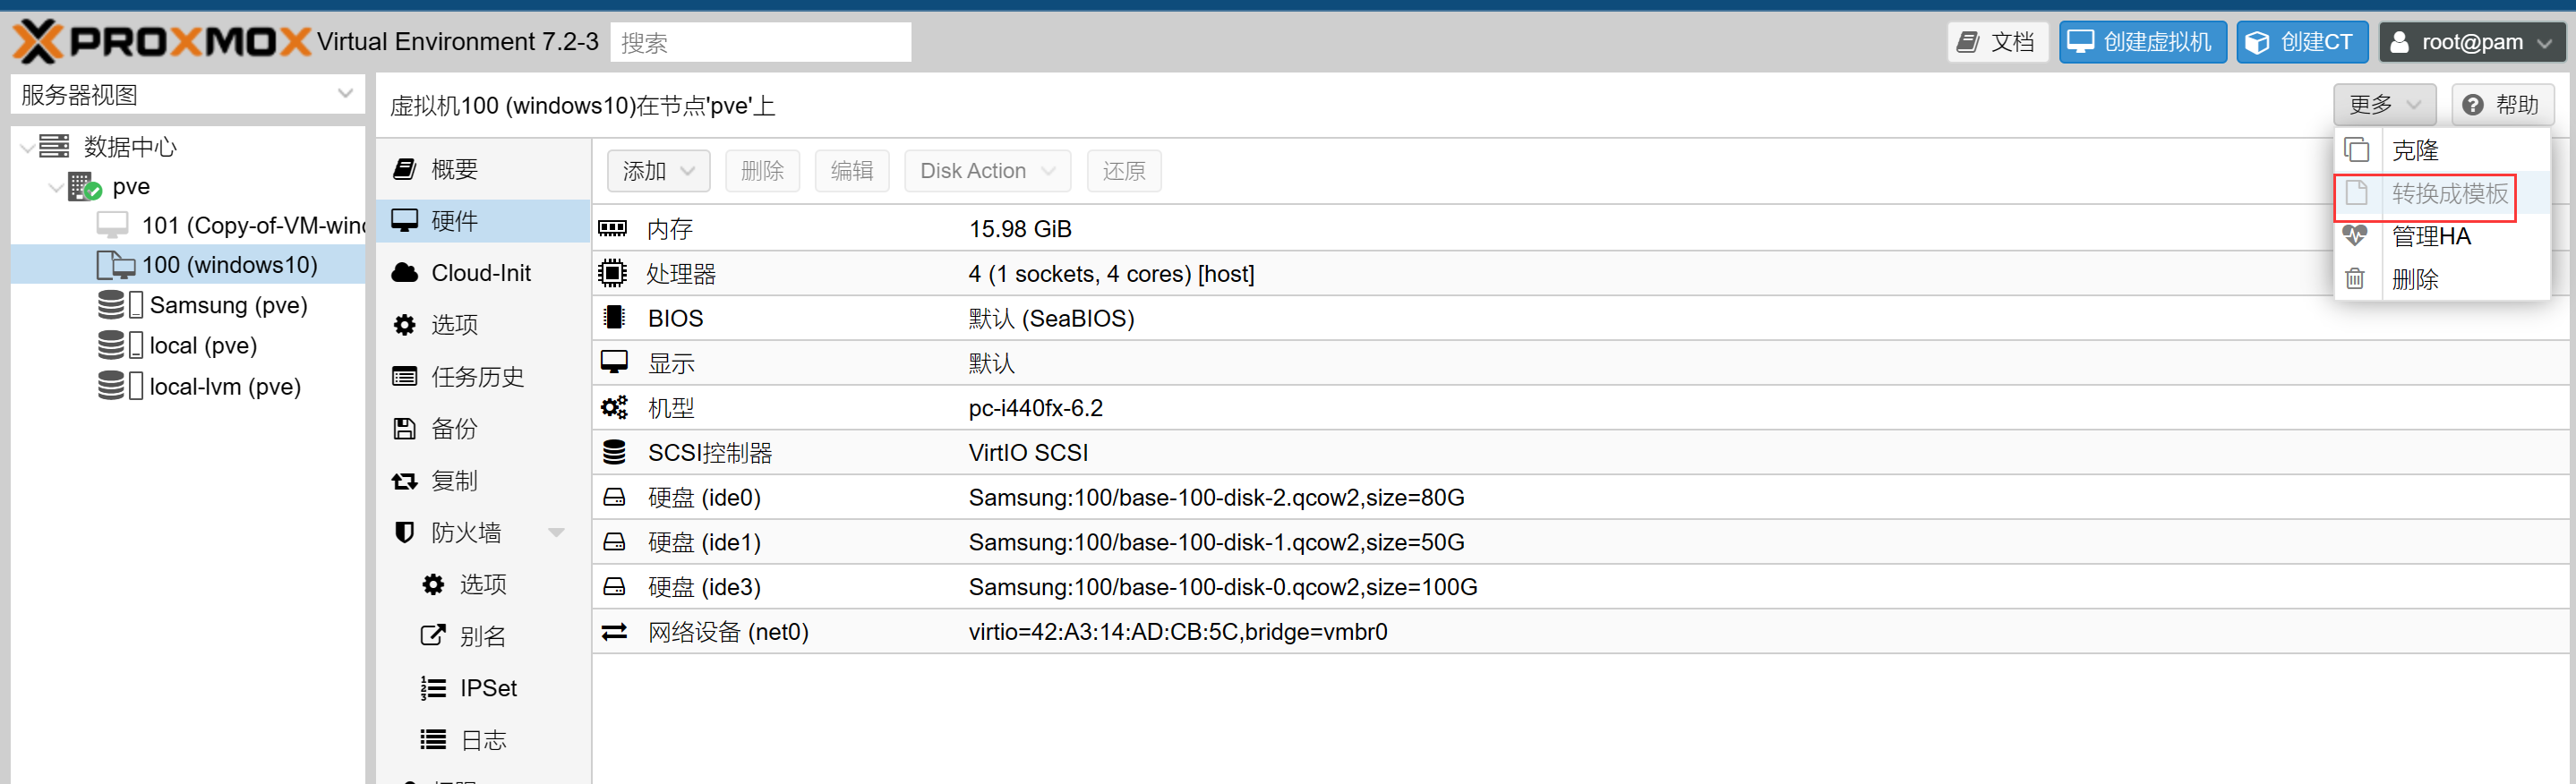 PROXMOX Virtual Environment 7.2-3 搜索 文档 创建虚拟机 创建CT root@pam
服务器视图
数据中心
pve
101 (Copy-of-VM-wind
100 (windows10)
Samsung (pve)
local (pve)
local-lvm (pve)
虚拟机100 (windows10)在节点'pve'上 更多 帮助
克隆
转换成模板
管理HA
删除
概要
硬件
Cloud-Init
选项
任务历史
备份
复制
防火墙
选项
别名
IPSet
日志
添加 删除 编辑 Disk Action 还原
内存 15.98 GiB
处理器 4 (1 sockets, 4 cores) [host]
BIOS 默认 (SeaBIOS)
显示 默认
机型 pc-i440fx-6.2
SCSI控制器 VirtIO SCSI
硬盘 (ide0) Samsung:100/base-100-disk-2.qcow2,size=80G
硬盘 (ide1) Samsung:100/base-100-disk-1.qcow2,size=50G
硬盘 (ide3) Samsung:100/base-100-disk-0.qcow2,size=100G
网络设备 (net0) virtio=42:A3:14:AD:CB:5C,bridge=vmbr0